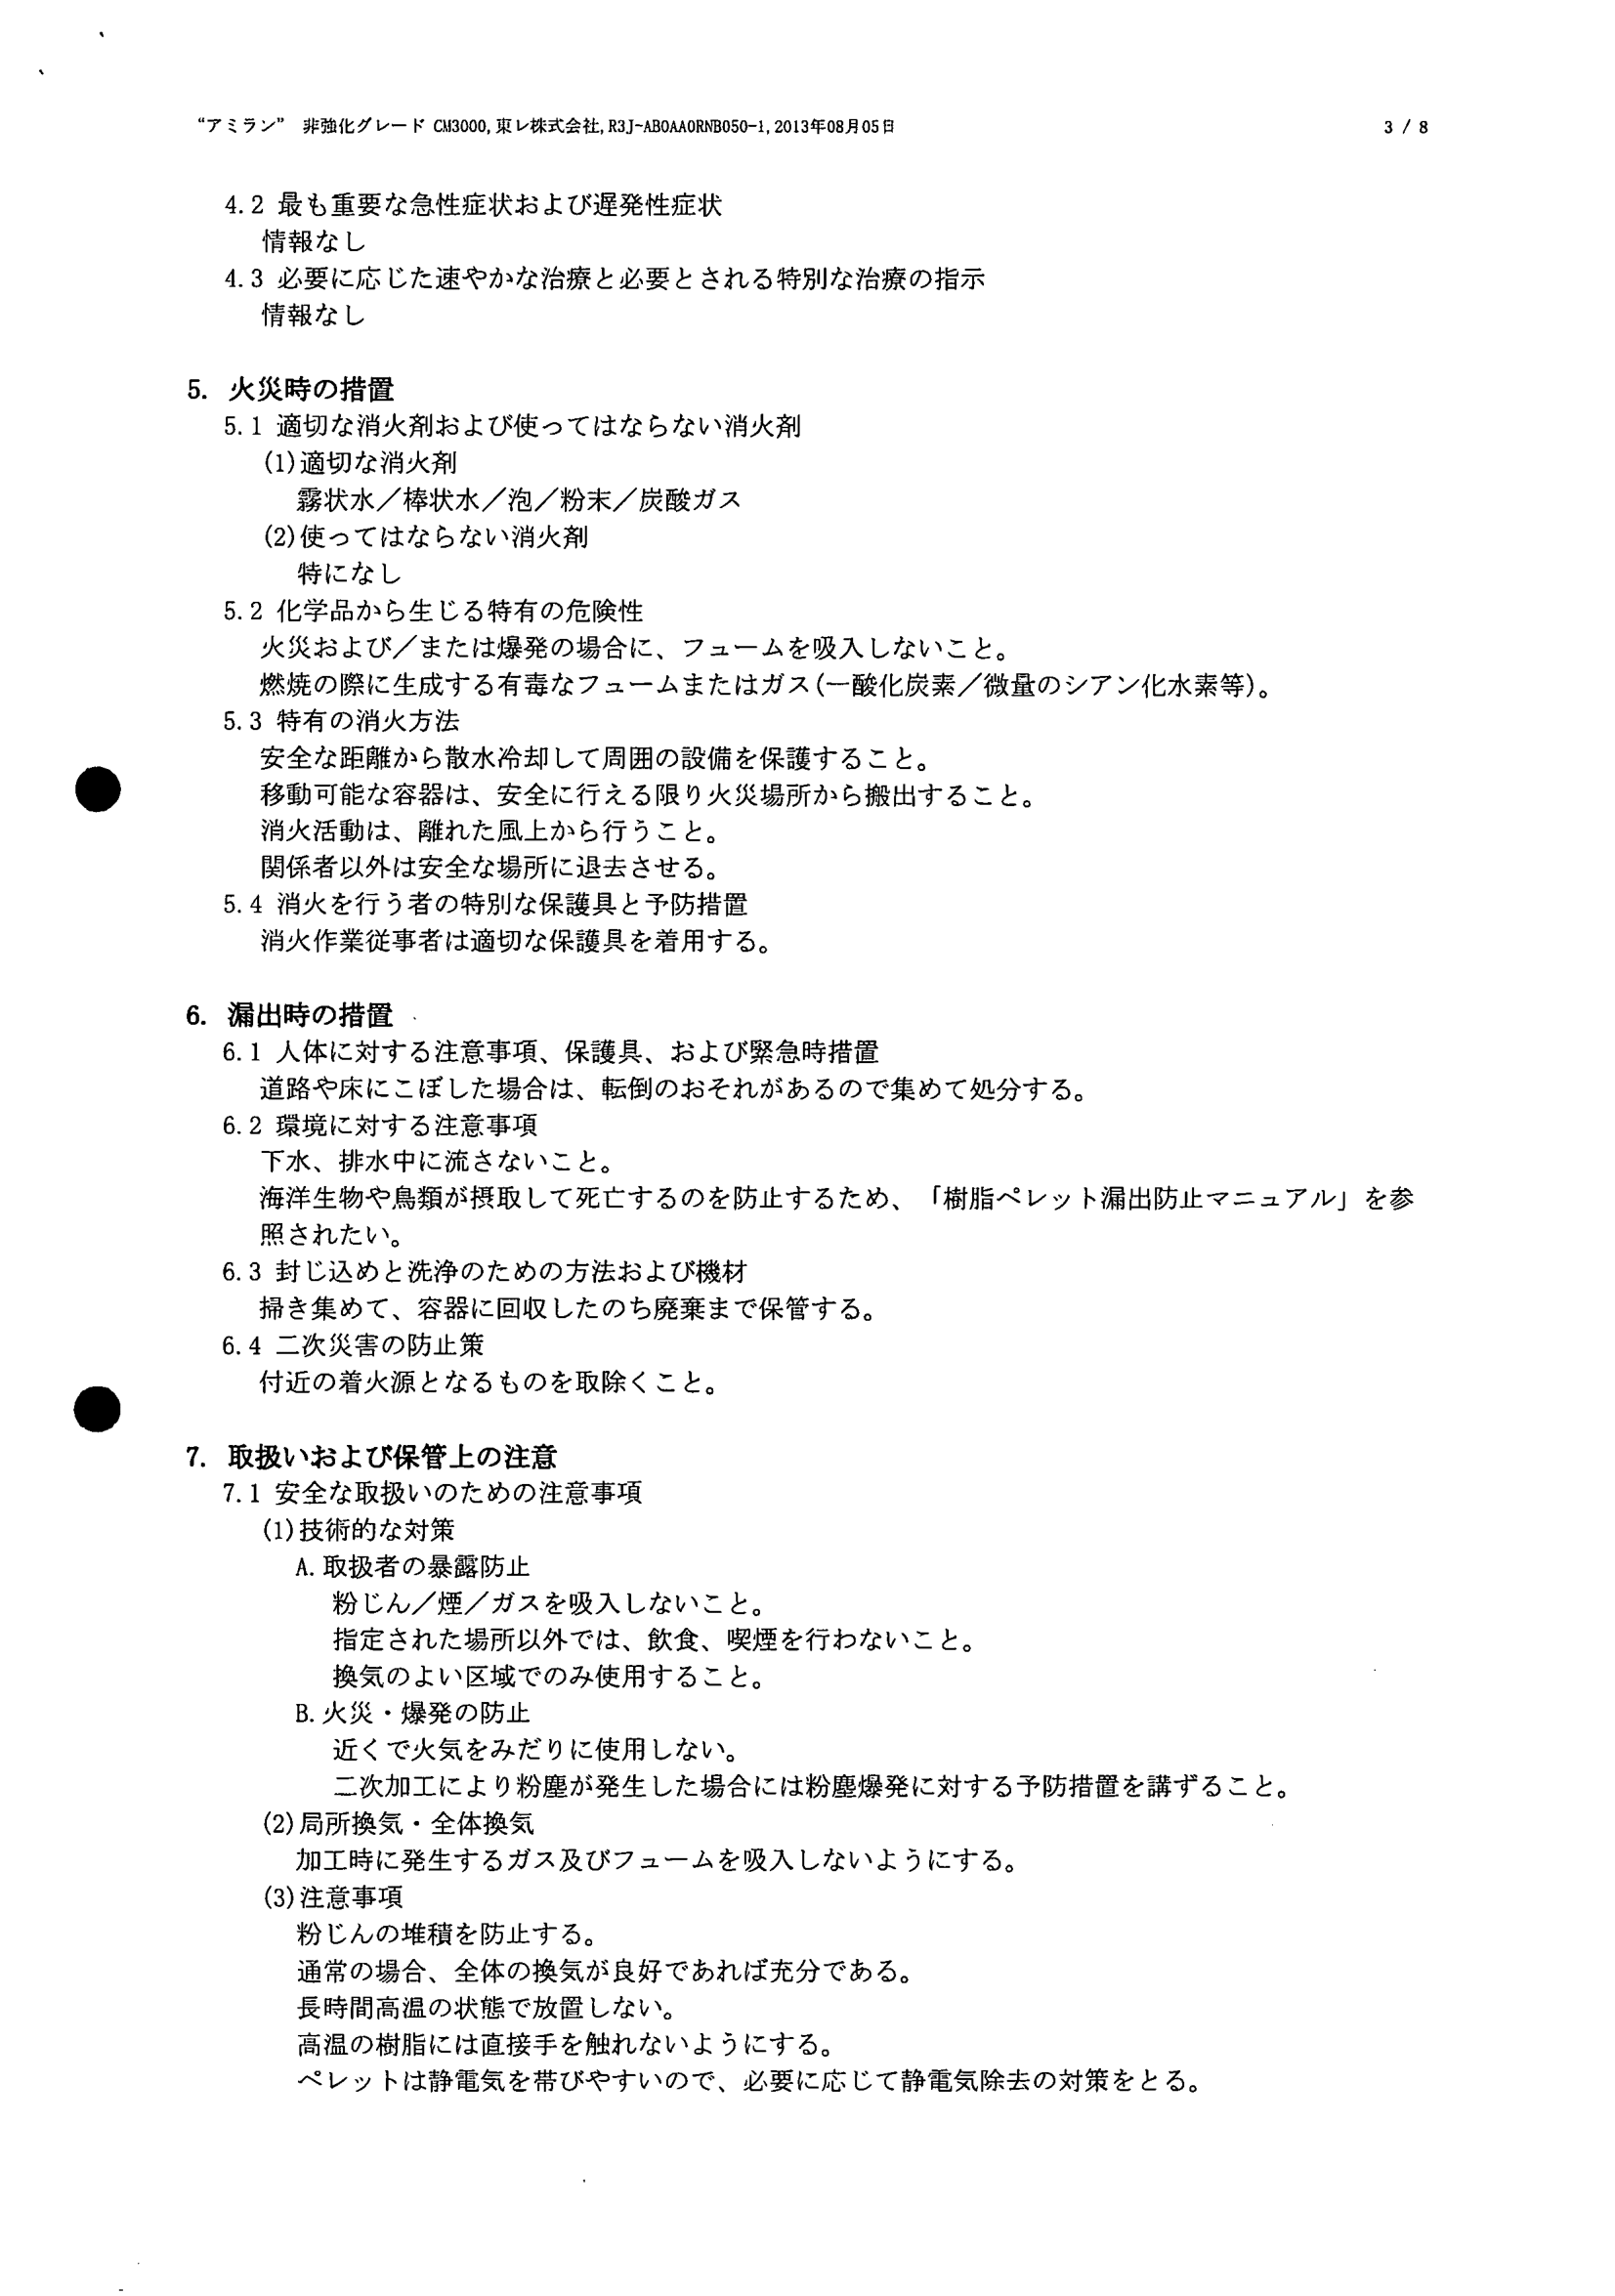 “アミラン” 非強化グレード CM3000,東レ株式会社,R3J-AB0AA0RNB050-1,2013年08月05日 3 / 8
4.2 最も重要な急性症状および遅発性症状
情報なし
4.3 必要に応じた速やかな治療と必要とされる特別な治療の指示
情報なし
5. 火災時の措置
5.1 適切な消火剤および使ってはならない消火剤
(1)適切な消火剤
霧状水／棒状水／泡／粉末／炭酸ガス
(2)使ってはならない消火剤
特になし
5.2 化学品から生じる特有の危険性
火災および／または爆発の場合に、フュームを吸入しないこと。
燃焼の際に生成する有毒なフュームまたはガス(一酸化炭素／微量のシアン化水素等)。
5.3 特有の消火方法
安全な距離から散水冷却して周囲の設備を保護すること。
移動可能な容器は、安全に行える限り火災場所から搬出すること。
消火活動は、離れた風上から行うこと。
関係者以外は安全な場所に退去させる。
5.4 消火を行う者の特別な保護具と予防措置
消火作業従事者は適切な保護具を着用する。
6. 漏出時の措置
6.1 人体に対する注意事項、保護具、および緊急時措置
道路や床にこぼした場合は、転倒のおそれがあるので集めて処分する。
6.2 環境に対する注意事項
下水、排水中に流さないこと。
海洋生物や鳥類が摂取して死亡するのを防止するため、「樹脂ペレット漏出防止マニュアル」を参
照されたい。
6.3 封じ込めと洗浄のための方法および機材
掃き集めて、容器に回収したのち廃棄まで保管する。
6.4 二次災害の防止策
付近の着火源となるものを取除くこと。
7. 取扱いおよび保管上の注意
7.1 安全な取扱いのための注意事項
(1)技術的な対策
A.取扱者の暴露防止
粉じん／煙／ガスを吸入しないこと。
指定された場所以外では、飲食、喫煙を行わないこと。
換気のよい区域でのみ使用すること。
B.火災・爆発の防止
近くで火気をみだりに使用しない。
二次加工により粉塵が発生した場合には粉塵爆発に対する予防措置を講ずること。
(2)局所換気・全体換気
加工時に発生するガス及びフュームを吸入しないようにする。
(3)注意事項
粉じんの堆積を防止する。
通常の場合、全体の換気が良好であれば充分である。
長時間高温の状態で放置しない。
高温の樹脂には直接手を触れないようにする。
ペレットは静電気を帯びやすいので、必要に応じて静電気除去の対策をとる。